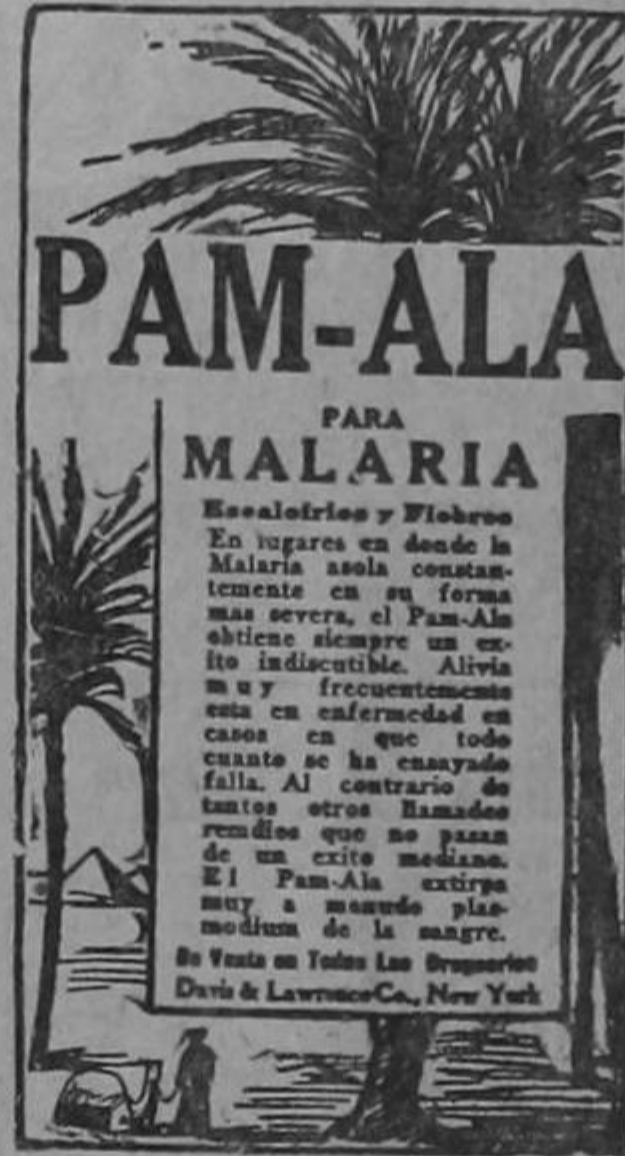 PAM-ALA
PARA
MALARIA
Escalofrios y Fiebres
En lugares en donde la
Malaria asola constan-
temente en su forma
mas severa, el Pam-Ala
obtiene siempre un ex-
ito indiscutible. Alivia
muy frecuentemente
esta en enfermedad en
casos en que todo
cuanto se ha ensayado
falla. Al contrario de
tantos otros llamados
remdios que no pasan
de un exito mediano.
El Pam-Ala extirpa
muy a menudo plas-
modium de la sangre.
De Venta en Todas Las Droguerias
Davis & Lawrence Co., New York